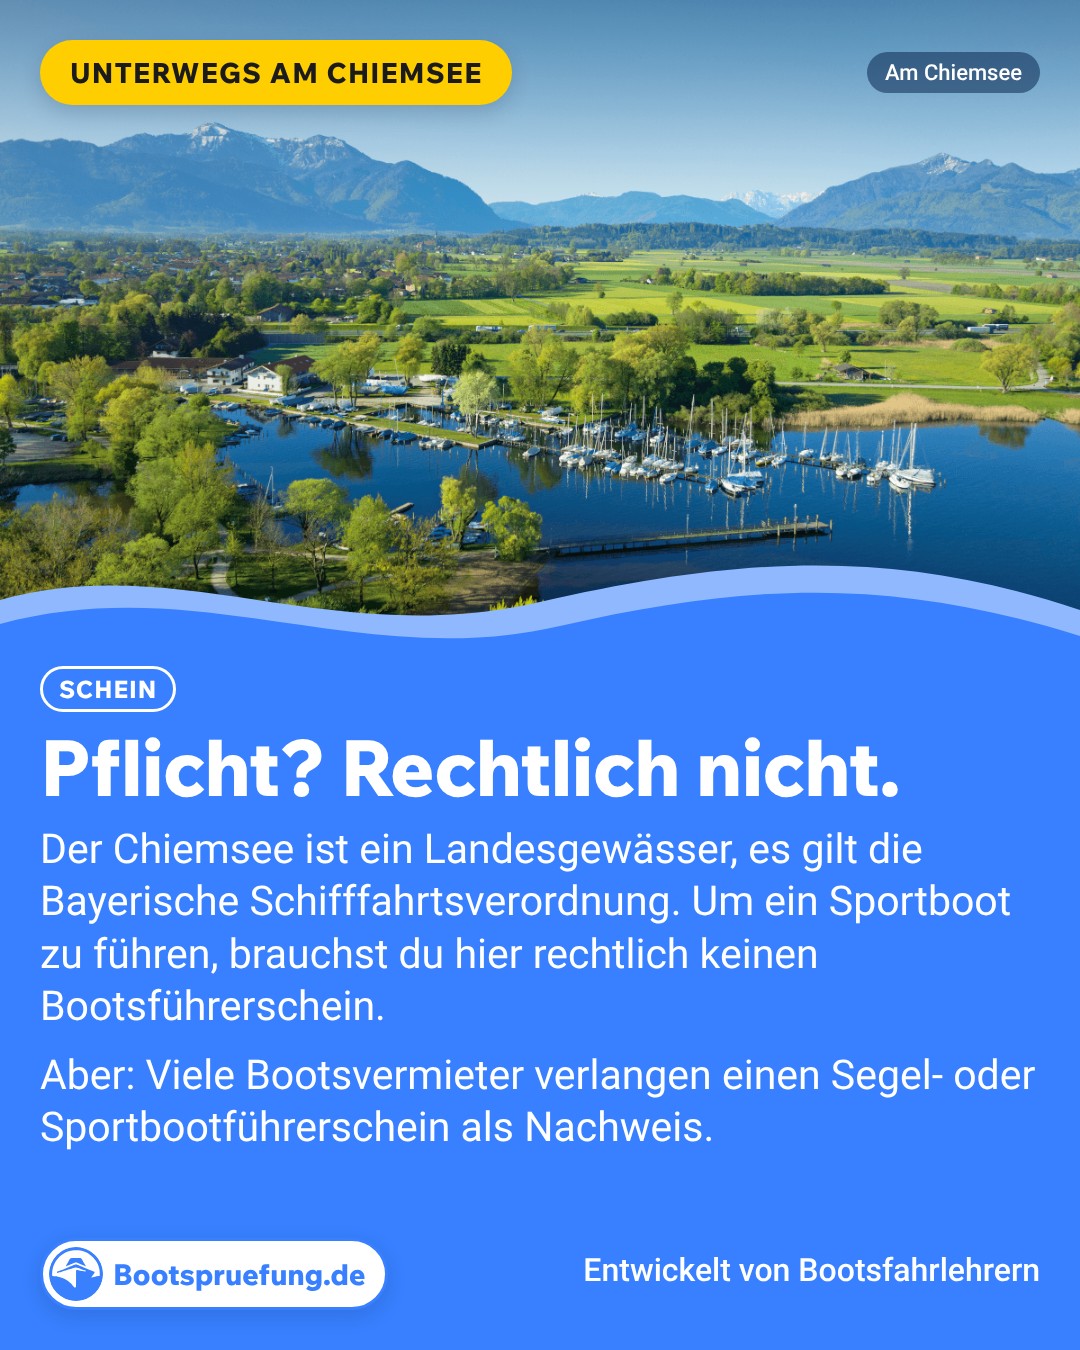 UNTERWEGS AM CHIEMSEE
Am Chiemsee
SCHEIN
Pflicht? Rechtlich nicht.
Der Chiemsee ist ein Landesgewässer, es gilt die
Bayerische Schifffahrtsverordnung. Um ein Sportboot
zu führen, brauchst du hier rechtlich keinen
Bootsführerschein.
Aber: Viele Bootsvermieter verlangen einen Segel- oder
Sportbootführerschein als Nachweis.
Bootspruefung.de
Entwickelt von Bootsfahrlehrern